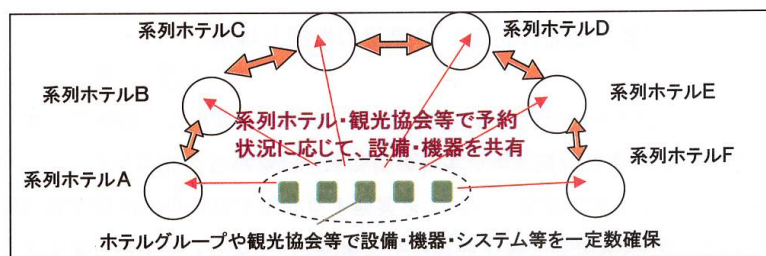 系列ホテルC
系列ホテルD
系列ホテルB
系列ホテルE
系列ホテル・観光協会等で予約
状況に応じて、設備・機器を共有
系列ホテルA
系列ホテルF
ホテルグループや観光協会等で設備・機器・システム等を一定数確保